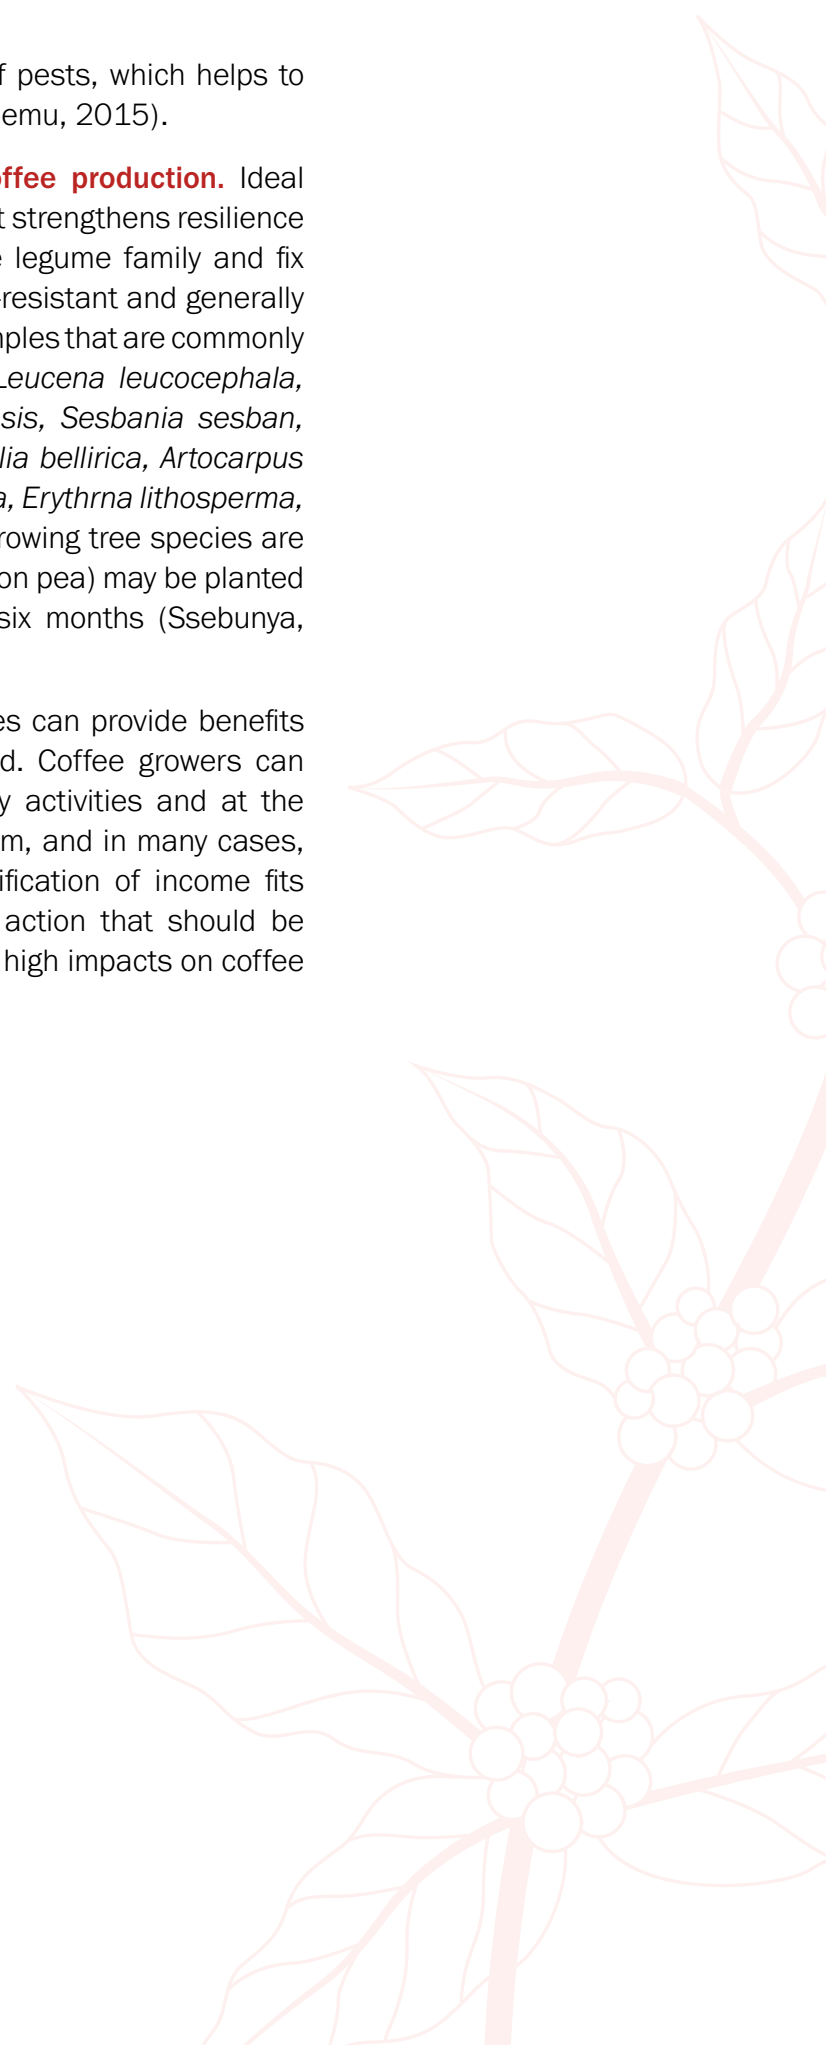 f pests, which helps to
emu, 2015).
ffee production. Ideal
t strengthens resilience
e legume family and fix
resistant and generally
nples that are commonly
Leucena leucocephala,
sis, Sesbania sesban,
lia bellirica, Artocarpus
a, Erythrna lithosperma,
rowing tree species are
on pea) may be planted
six months (Ssebunya,
es can provide benefits
d. Coffee growers can
y activities and at the
m, and in many cases,
ification of income fits
action that should be
high impacts on coffee